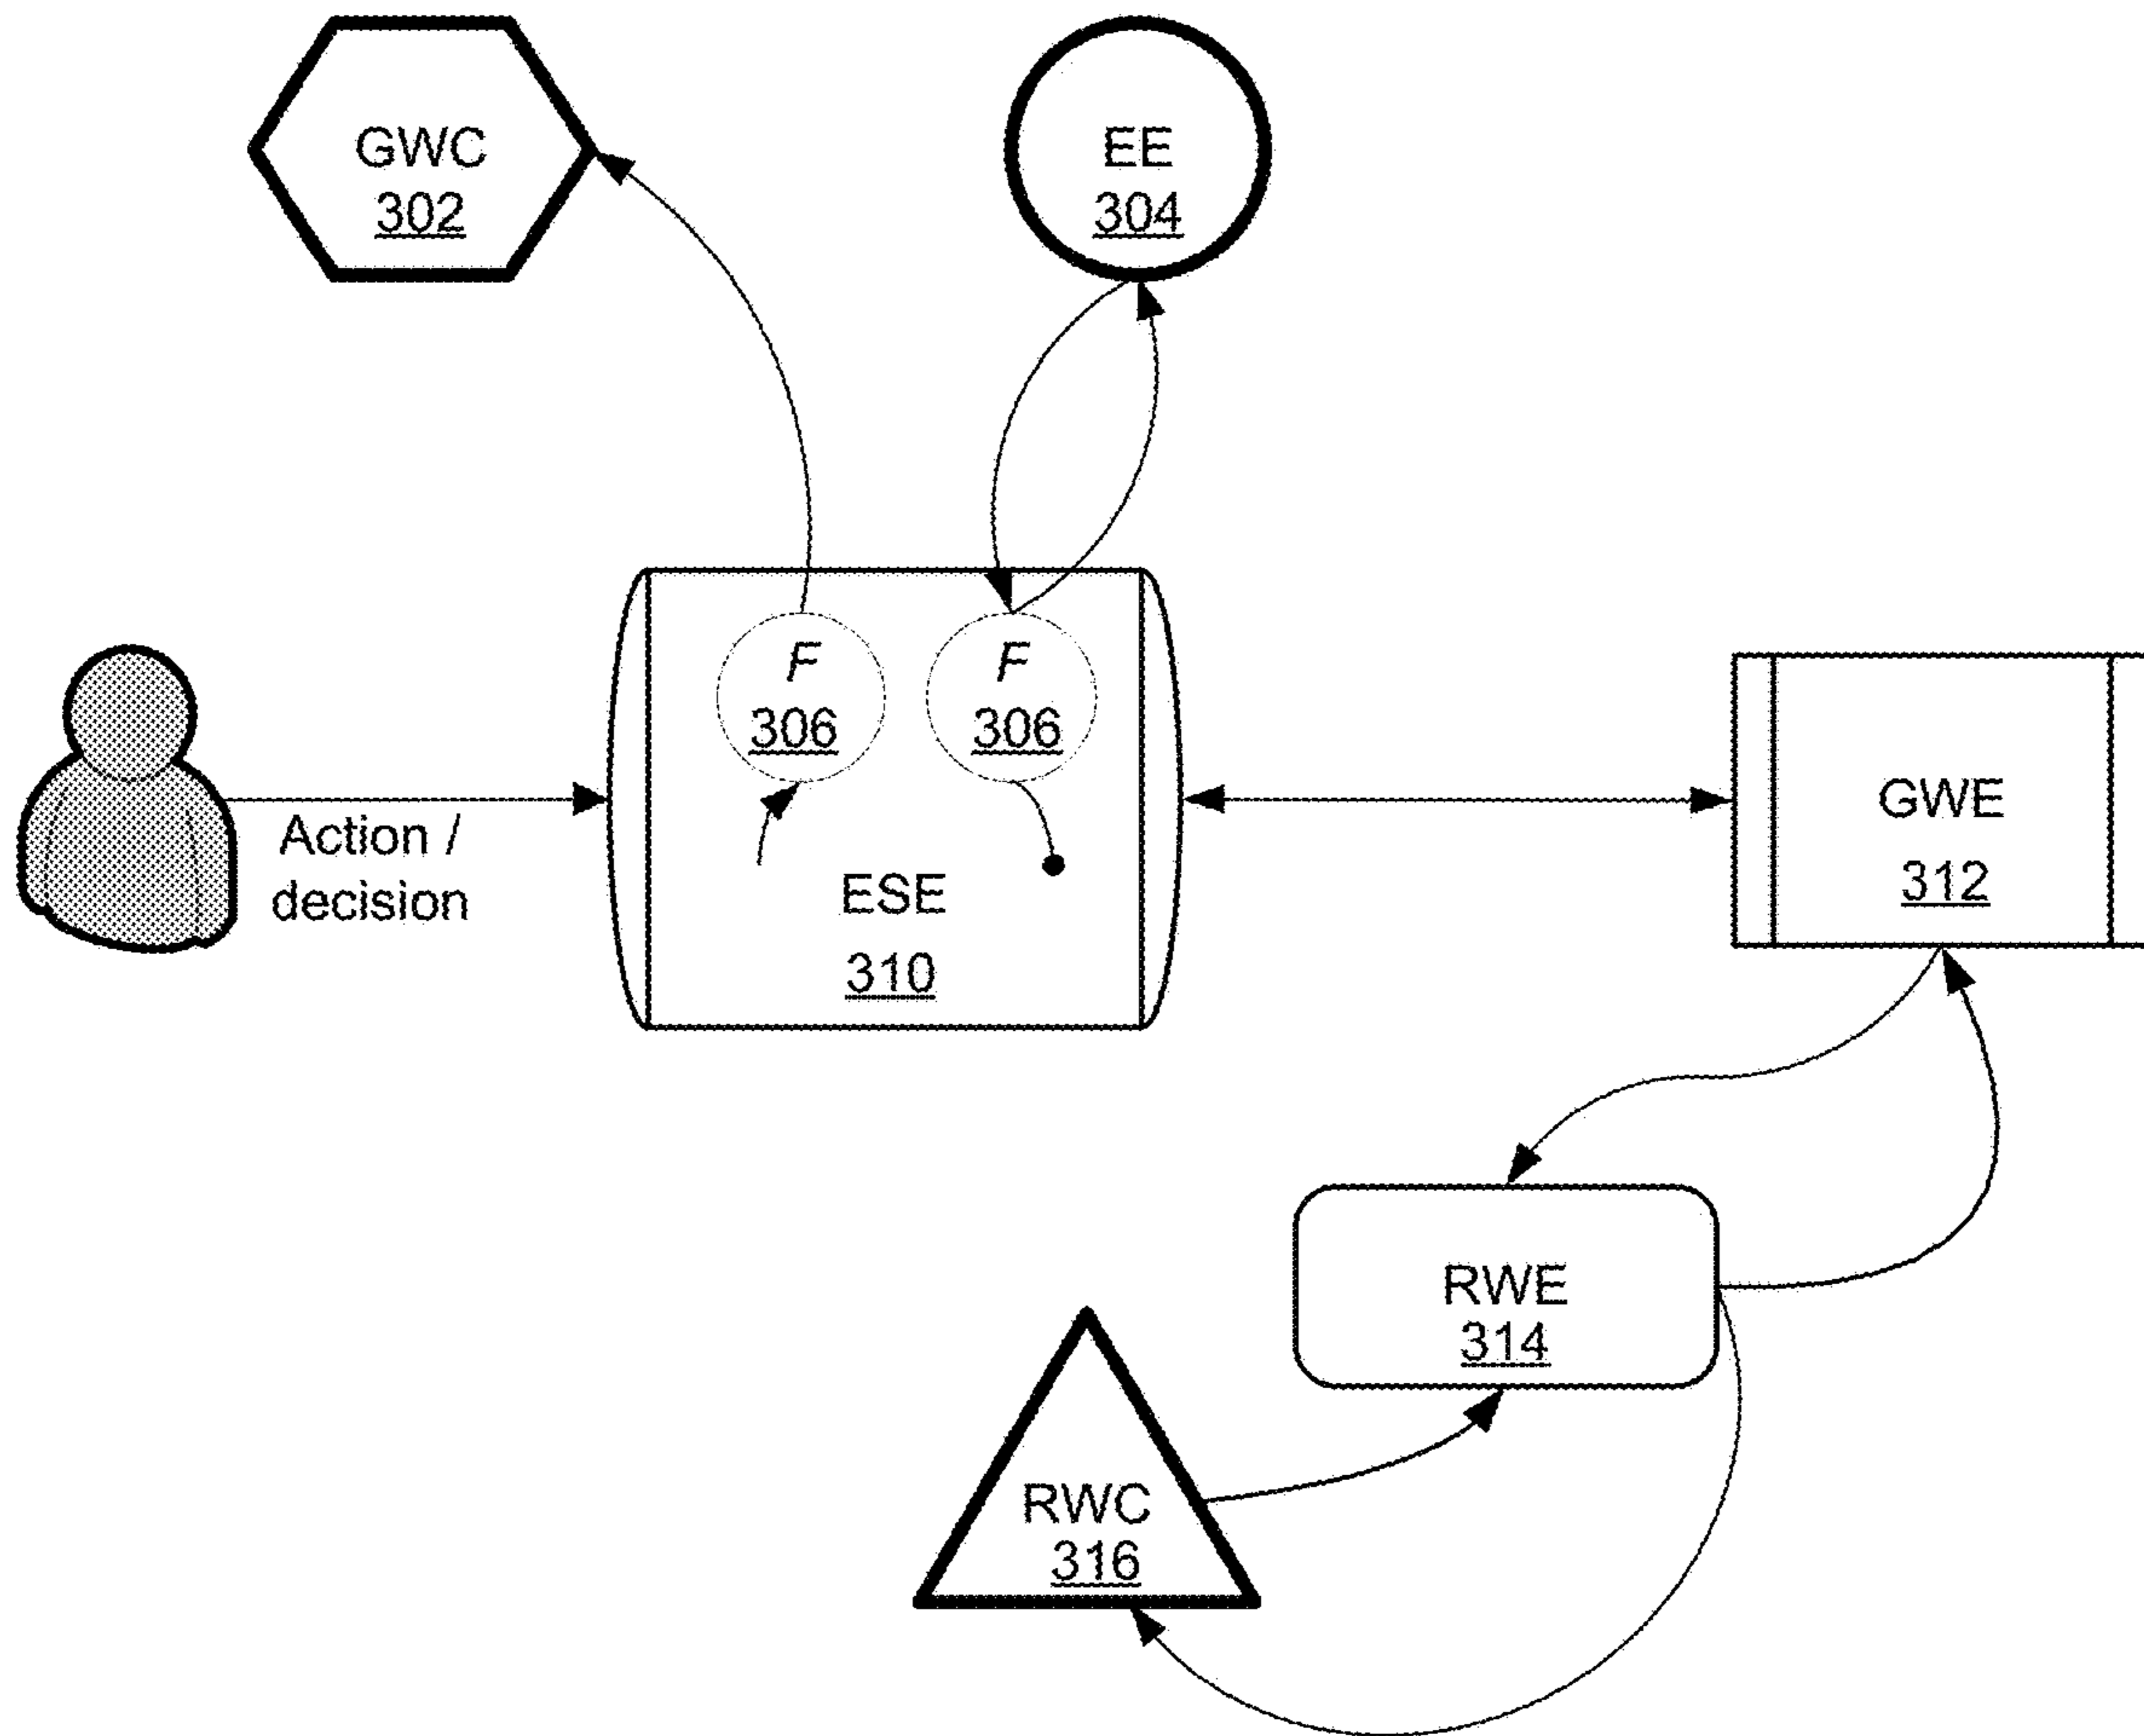 GWC
302
EE
304
F
306
F
306
Action /
decision
ESE
310
GWE
312
RWE
314
RWC
316